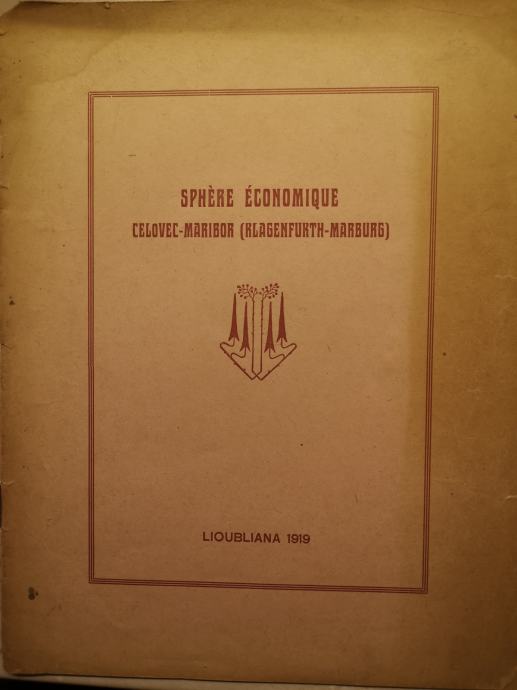 SPHÈRE ÉCONOMIQUE
CELOVEC-MARIBOR (KLAGENFURTH-MARBURG)
LIOUBLIANA 1919